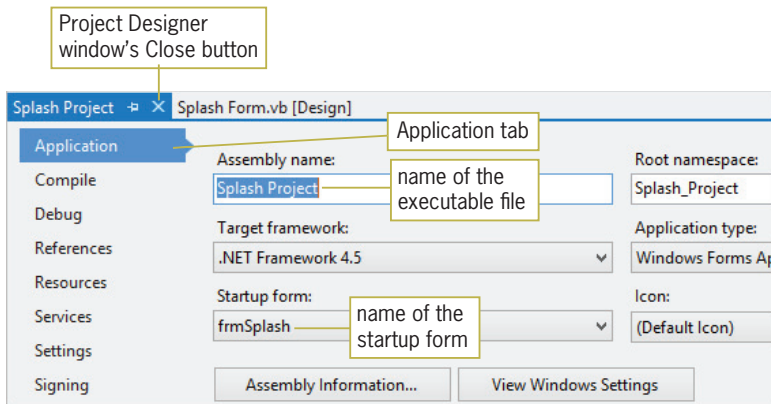 Project Designer
window's Close button
Splash Project
Splash Form.vb [Design]
Application
Application tab
Compile
Debug
References
Resources
Services
Settings
Signing
Assembly name:
Root namespace:
Splash Project
name of the
executable file
Splash_Project
Target framework:
Application type:
.NET Framework 4.5
Windows Forms Ap
Startup form:
Icon:
frmSplash
name of the
startup form
(Default Icon)
Assembly Information...
View Windows Settings